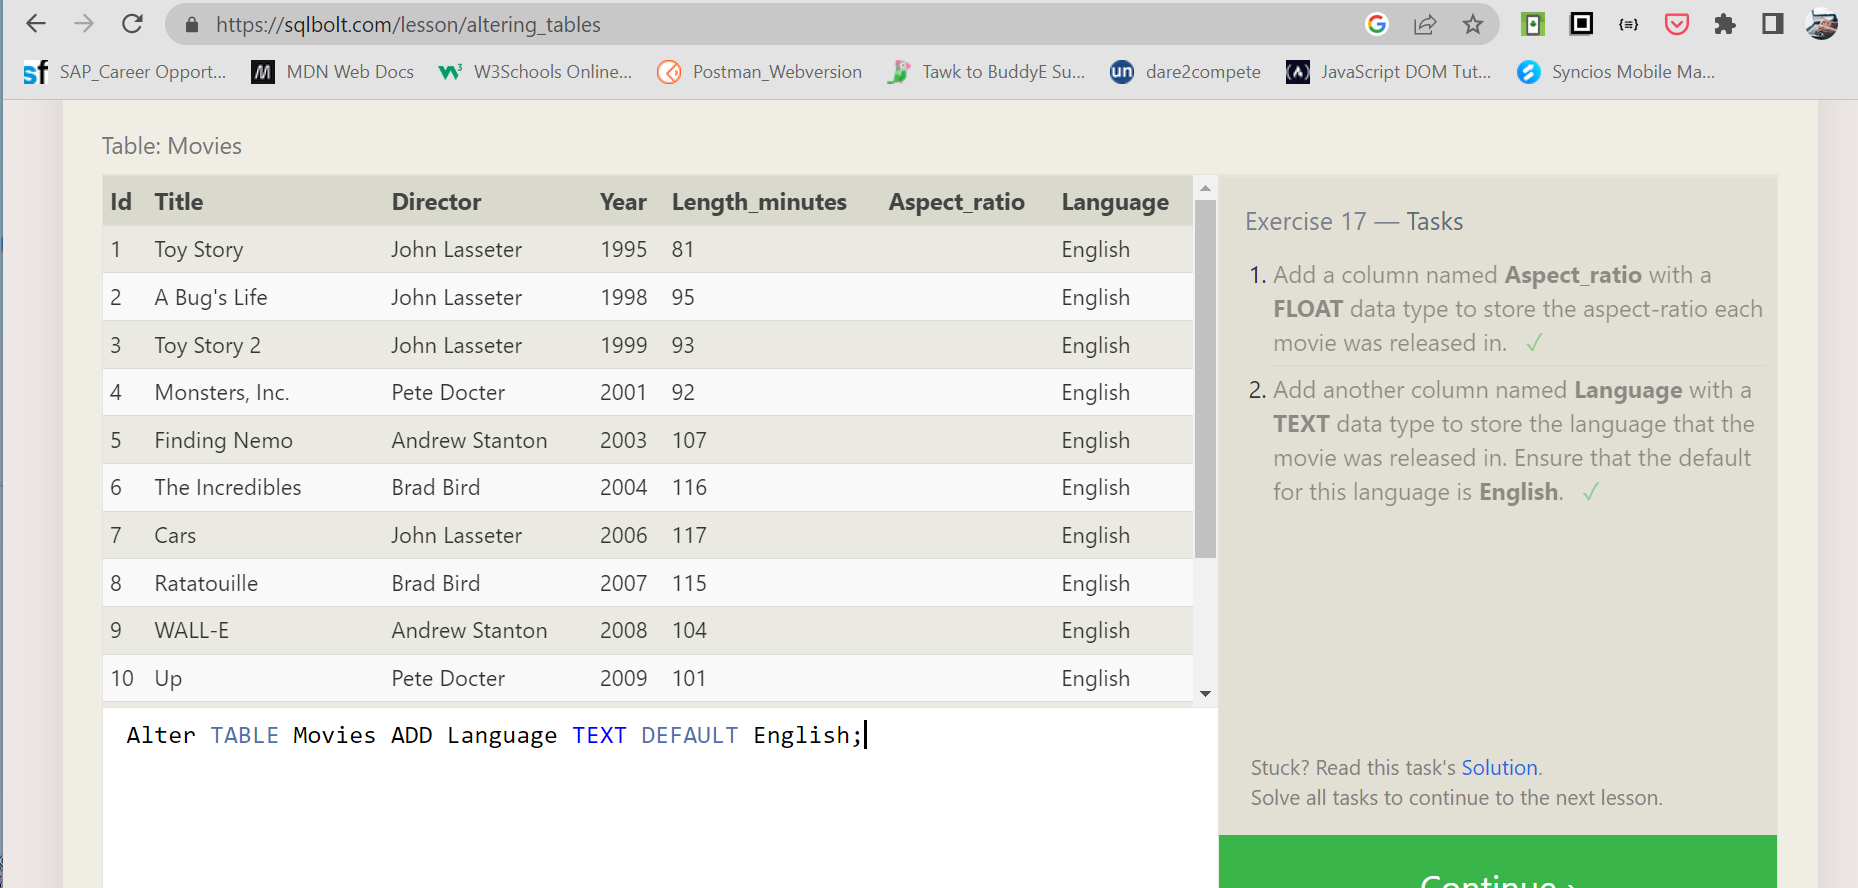 https://sqlbolt.com/lesson/altering_tables
SAP_Career Opport... MDN Web Docs W3Schools Online... Postman_Webversion Tawk to BuddyE Su... dare2compete JavaScript DOM Tut... Syncios Mobile Ma...
Table: Movies
Id Title Director Year Length_minutes Aspect_ratio Language
1 Toy Story John Lasseter 1995 81 English
2 A Bug's Life John Lasseter 1998 95 English
3 Toy Story 2 John Lasseter 1999 93 English
4 Monsters, Inc. Pete Docter 2001 92 English
5 Finding Nemo Andrew Stanton 2003 107 English
6 The Incredibles Brad Bird 2004 116 English
7 Cars John Lasseter 2006 117 English
8 Ratatouille Brad Bird 2007 115 English
9 WALL-E Andrew Stanton 2008 104 English
10 Up Pete Docter 2009 101 English
Alter TABLE Movies ADD Language TEXT DEFAULT English;
Exercise 17 — Tasks
1. Add a column named Aspect_ratio with a
FLOAT data type to store the aspect-ratio each
movie was released in. ✓
2. Add another column named Language with a
TEXT data type to store the language that the
movie was released in. Ensure that the default
for this language is English. ✓
Stuck? Read this task's Solution.
Solve all tasks to continue to the next lesson.
Continue ›